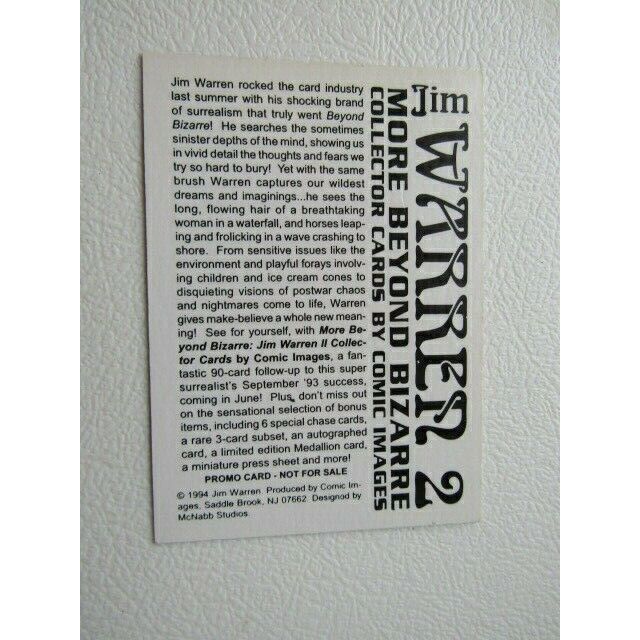 Jim Warren rocked the card industry
last summer with his shocking brand
of surrealism that truly went Beyond
Bizarre! He searches the sometimes
sinister depths of the mind, showing us
in vivid detail the thoughts and fears we
try so hard to bury! Yet with the same
brush Warren captures our wildest
dreams and imaginings...he sees the
long, flowing hair of a breathtaking
woman in a waterfall, and horses leap-
ing and frolicking in a wave crashing to
shore. From sensitive issues like the
environment and playful forays involv-
ing children and ice cream cones to
disquieting visions of postwar chaos
and nightmares come to life, Warren
gives make-believe a whole new mean-
ing! See for yourself, with More Be-
yond Bizarre: Jim Warren II Collec-
tor Cards by Comic Images, a fan-
tastic 90-card follow-up to this super
surrealist's September '93 success,
coming in June! Plus, don't miss out
on the sensational selection of bonus
items, including 6 special chase cards,
a rare 3-card subset, an autographed
card, a limited edition Medallion card,
a miniature press sheet and more!
PROMO CARD - NOT FOR SALE
© 1994 Jim Warren. Produced by Comic Im-
ages, Saddle Brook, NJ 07662. Designed by
McNabb Studios.
Jim
WARREN 2
MORE BEYOND BIZARRE
COLLECTOR CARDS BY COMIC IMAGES